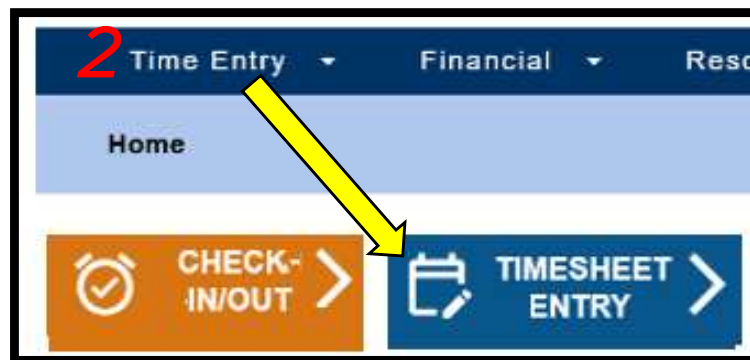 2 Time Entry Financial
Home
CHECK-
-IN/OUT
TIMESHEET
ENTRY